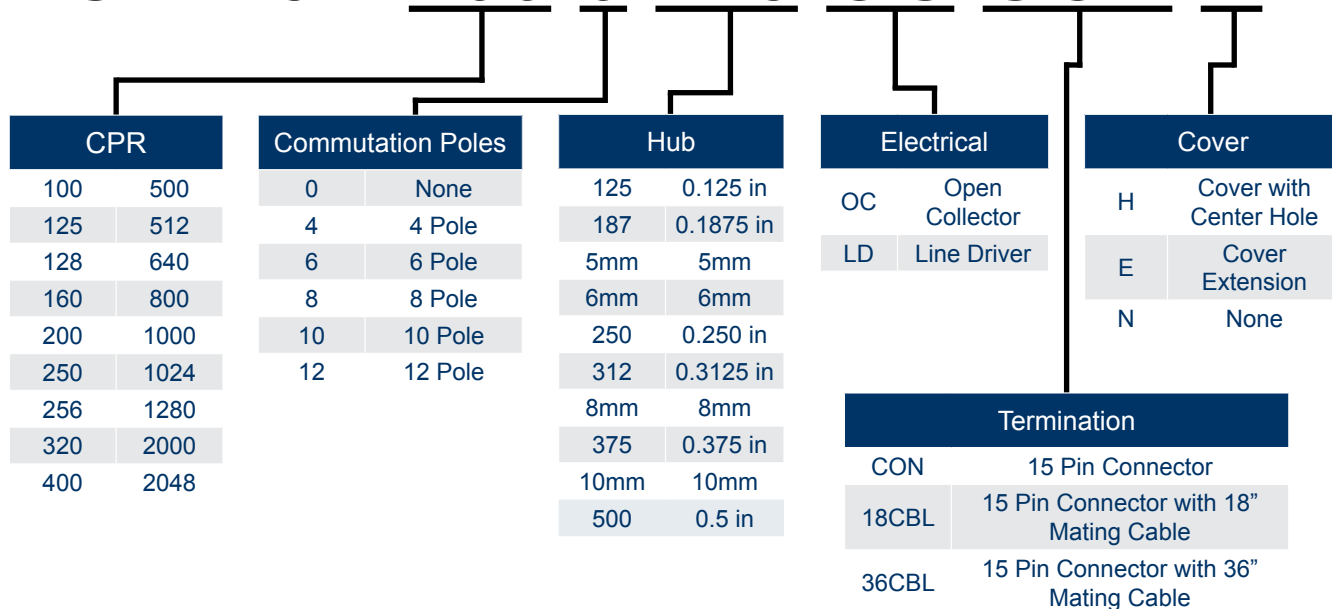 CPR
100 500
125 512
128 640
160 800
200 1000
250 1024
256 1280
320 2000
400 2048
Commutation Poles
0 None
4 4 Pole
6 6 Pole
8 8 Pole
10 10 Pole
12 12 Pole
Hub
125 0.125 in
187 0.1875 in
5mm 5mm
6mm 6mm
250 0.250 in
312 0.3125 in
8mm 8mm
375 0.375 in
10mm 10mm
500 0.5 in
Electrical
OC Open
Collector
LD Line Driver
Cover
H Cover with
Center Hole
E Cover
Extension
N None
Termination
CON 15 Pin Connector
18CBL 15 Pin Connector with 18”
Mating Cable
36CBL 15 Pin Connector with 36”
Mating Cable